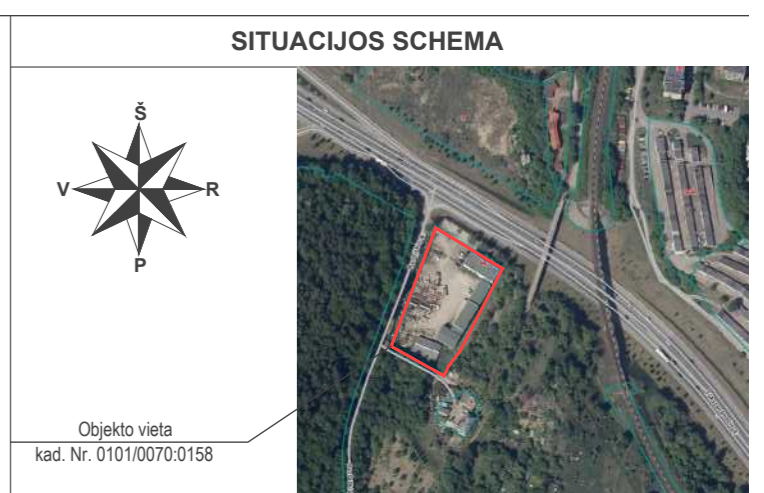 SITUACIJOS SCHEMA
Š
V
R
P
Objekto vieta
kad. Nr. 0101/0070:0158